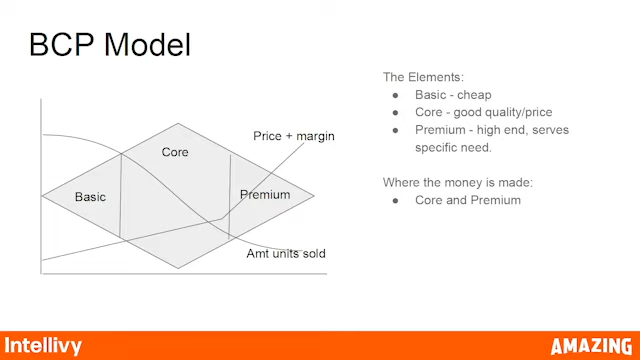 BCP Model
Price + margin
Core
Basic
Premium
Amt units sold
The Elements:
● Basic - cheap
● Core - good quality/price
● Premium - high end, serves
specific need.
Where the money is made:
● Core and Premium
Intellivy
AMAZING